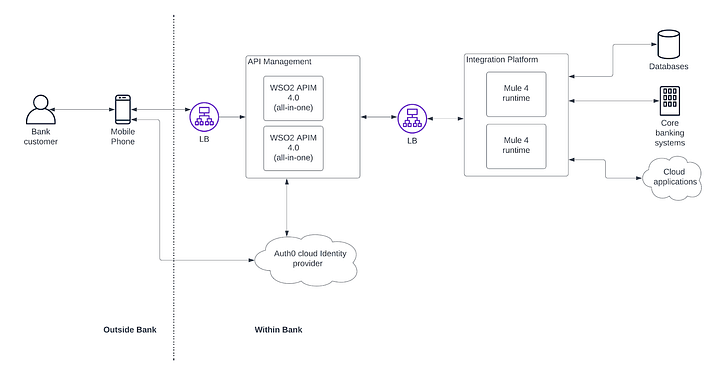 API Management
Integration Platform
WSO2 APIM
4.0
(all-in-one)
WSO2 APIM
4.0
(all-in-one)
Mule 4
runtime
Mule 4
runtime
Databases
Core
banking
systems
Cloud
applications
Bank
customer
Mobile
Phone
LB
LB
Auth0 cloud Identity
provider
Outside Bank
Within Bank